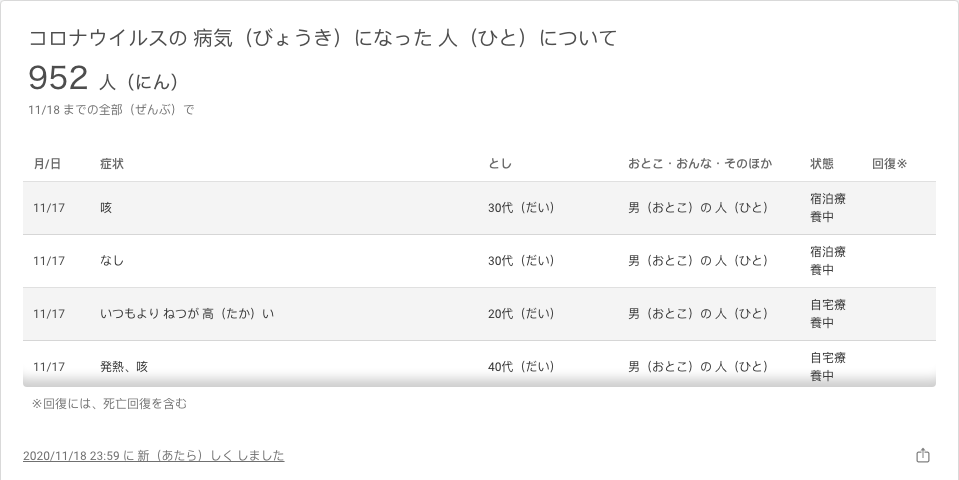 コロナウイルスの 病気（びょうき）になった 人（ひと）について
952 人（にん）
11/18 までの全部（ぜんぶ）で
月/日 症状 とし おとこ・おんな・そのほか 状態 回復※
11/17 咳 30代（だい） 男（おとこ）の 人（ひと） 宿泊療
養中
11/17 なし 30代（だい） 男（おとこ）の 人（ひと） 宿泊療
養中
11/17 いつもより ねつが 高（たか）い 20代（だい） 男（おとこ）の 人（ひと） 自宅療
養中
11/17 発熱、咳 40代（だい） 男（おとこ）の 人（ひと） 自宅療
養中
※回復には、死亡回復を含む
2020/11/18 23:59 に 新（あたら）しく しました